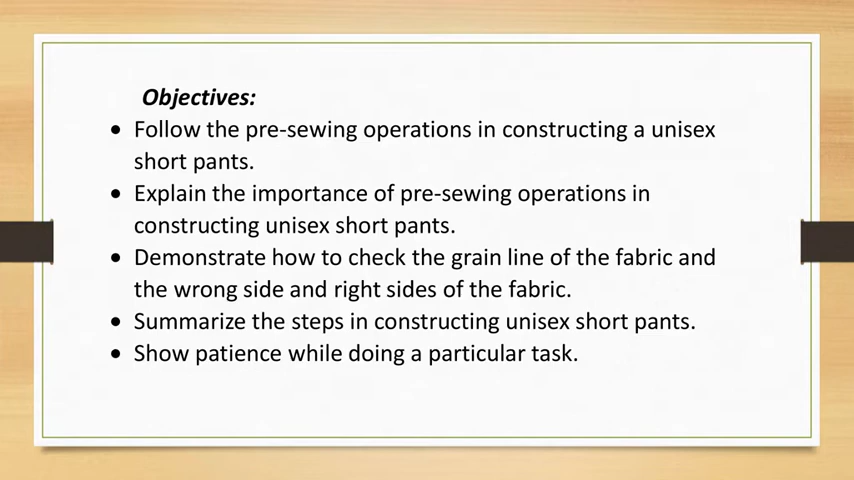 Objectives:
• Follow the pre-sewing operations in constructing a unisex
short pants.
• Explain the importance of pre-sewing operations in
constructing unisex short pants.
• Demonstrate how to check the grain line of the fabric and
the wrong side and right sides of the fabric.
• Summarize the steps in constructing unisex short pants.
• Show patience while doing a particular task.